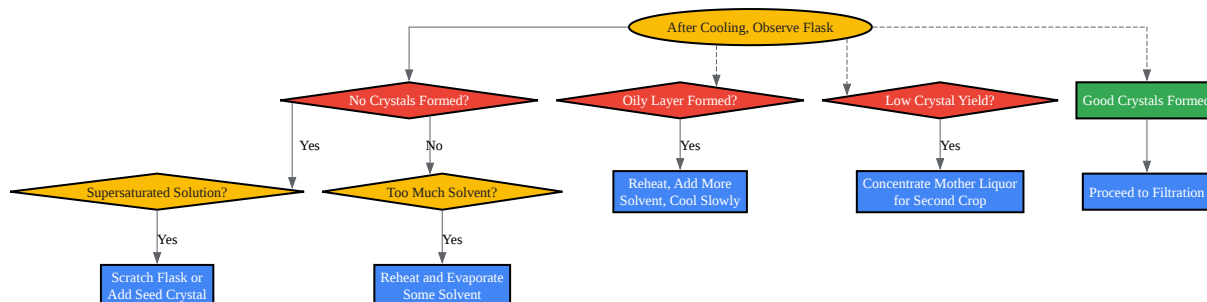 After Cooling, Observe Flask
No Crystals Formed?
Oily Layer Formed?
Low Crystal Yield?
Good Crystals Formed
Yes
No
Yes
Yes
Supersaturated Solution?
Too Much Solvent?
Reheat, Add More
Solvent, Cool Slowly
Concentrate Mother Liquor
for Second Crop
Proceed to Filtration
Yes
Yes
Scratch Flask or
Add Seed Crystal
Reheat and Evaporate
Some Solvent